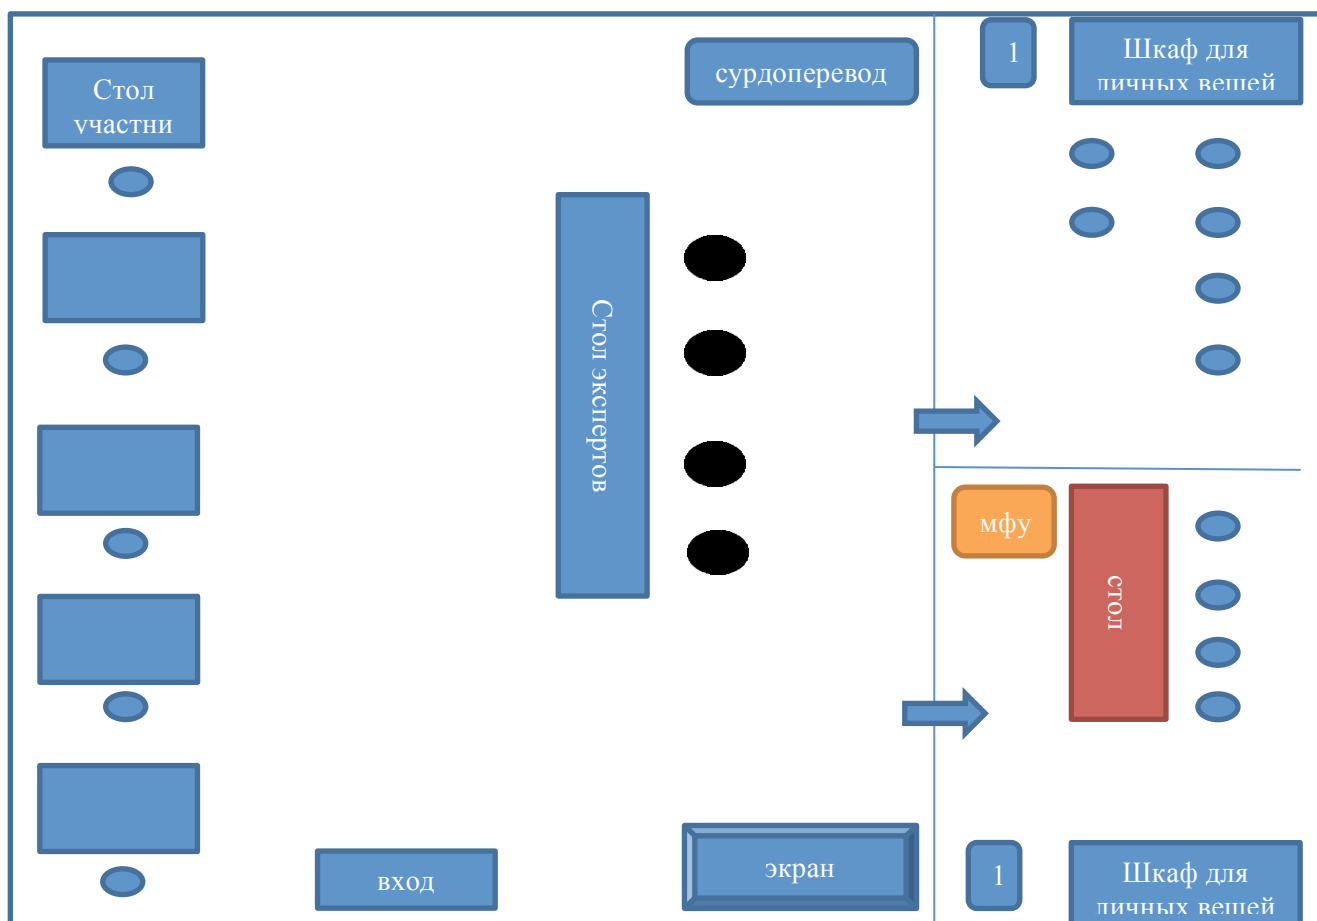 Стол
участни
сурдоперевод
1
Шкаф для
личных вещей
Стол экспертов
мфу
стол
вход
экран
1
Шкаф для
личных вещей